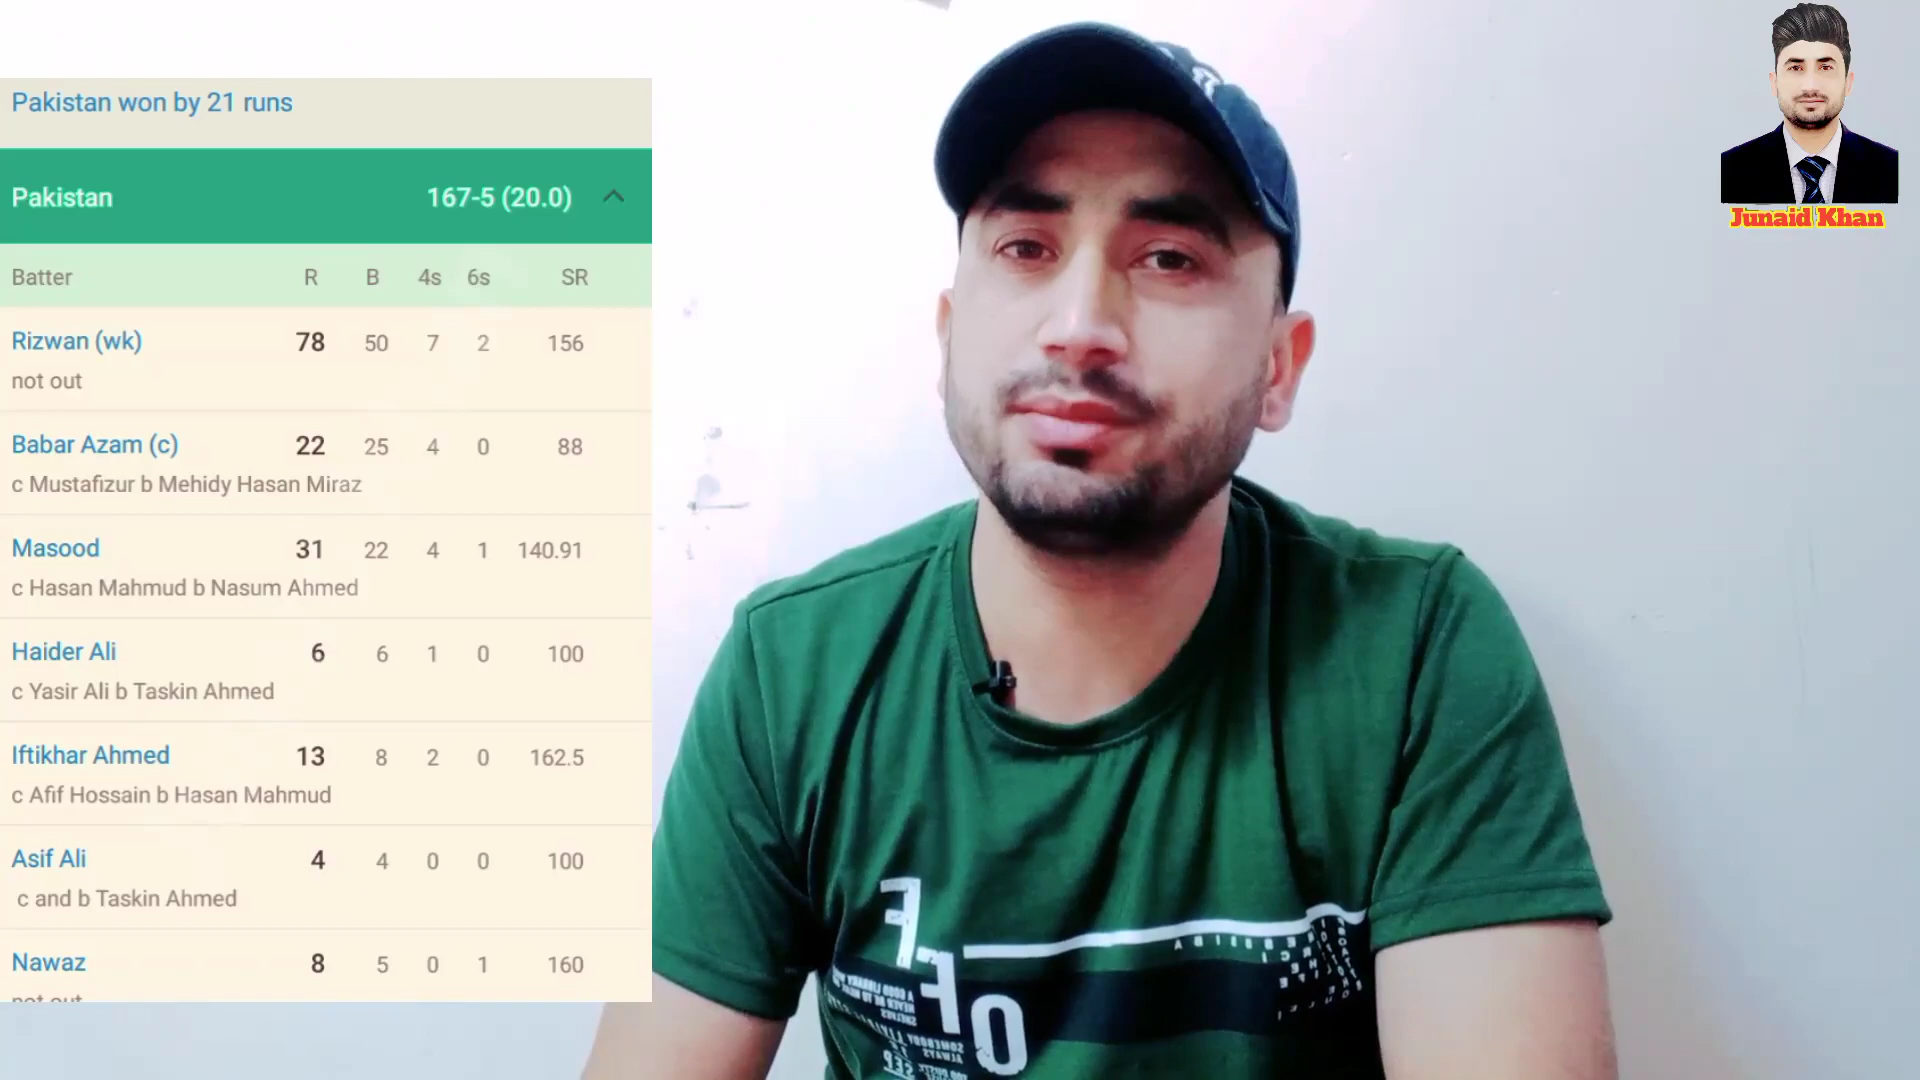 Pakistan won by 21 runs
Pakistan 167-5 (20.0)
Batter R B 4s 6s SR
Rizwan (wk) 78 50 7 2 156
not out
Babar Azam (c) 22 25 4 0 88
c Mustafizur b Mehidy Hasan Miraz
Masood 31 22 4 1 140.91
c Hasan Mahmud b Nasum Ahmed
Haider Ali 6 6 1 0 100
c Yasir Ali b Taskin Ahmed
Iftikhar Ahmed 13 8 2 0 162.5
c Afif Hossain b Hasan Mahmud
Asif Ali 4 4 0 0 100
c and b Taskin Ahmed
Nawaz 8 5 0 1 160
not out
Junaid Khan
OFF